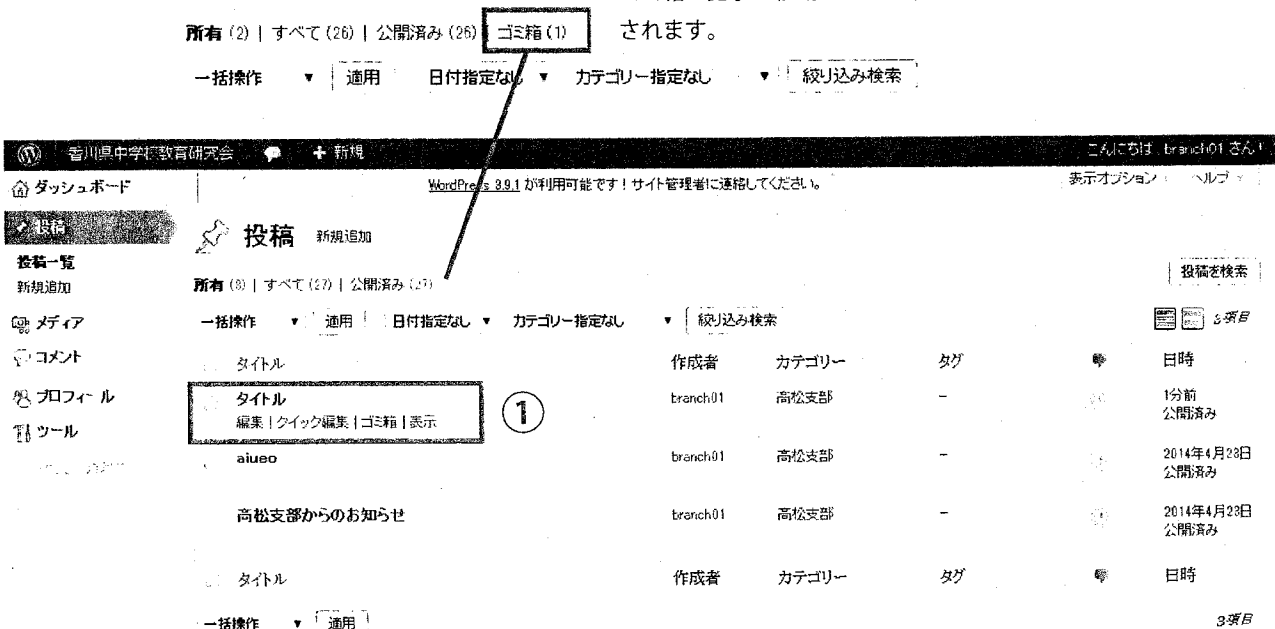 所有 (2) | すべて (26) | 公開済み (26) ゴミ箱 (1) されます。
一括操作 ▼ 適用 日付指定なし ▼ カテゴリー指定なし ▼ 絞り込み検索
香川県中学校教育研究会 + 新規 こんにちは branch01 さん!
ダッシュボード WordPress 3.9.1 が利用可能です!サイト管理者に連絡してください。 表示オプション ヘルプ
投稿 投稿 新規追加
投稿一覧 投稿を検索
新規追加 所有 (3) | すべて (27) | 公開済み (27)
メディア 一括操作 ▼ 適用 日付指定なし ▼ カテゴリー指定なし ▼ 絞り込み検索 3項目
コメント タイトル 作成者 カテゴリー タグ 日時
プロフィール タイトル branch01 高松支部 – 1分前
編集 | クイック編集 | ゴミ箱 | 表示 ① 公開済み
ツール
aiueo branch01 高松支部 – 2014年4月23日
公開済み
高松支部からのお知らせ branch01 高松支部 – 2014年4月23日
公開済み
タイトル 作成者 カテゴリー タグ 日時
一括操作 ▼ 適用 3項目